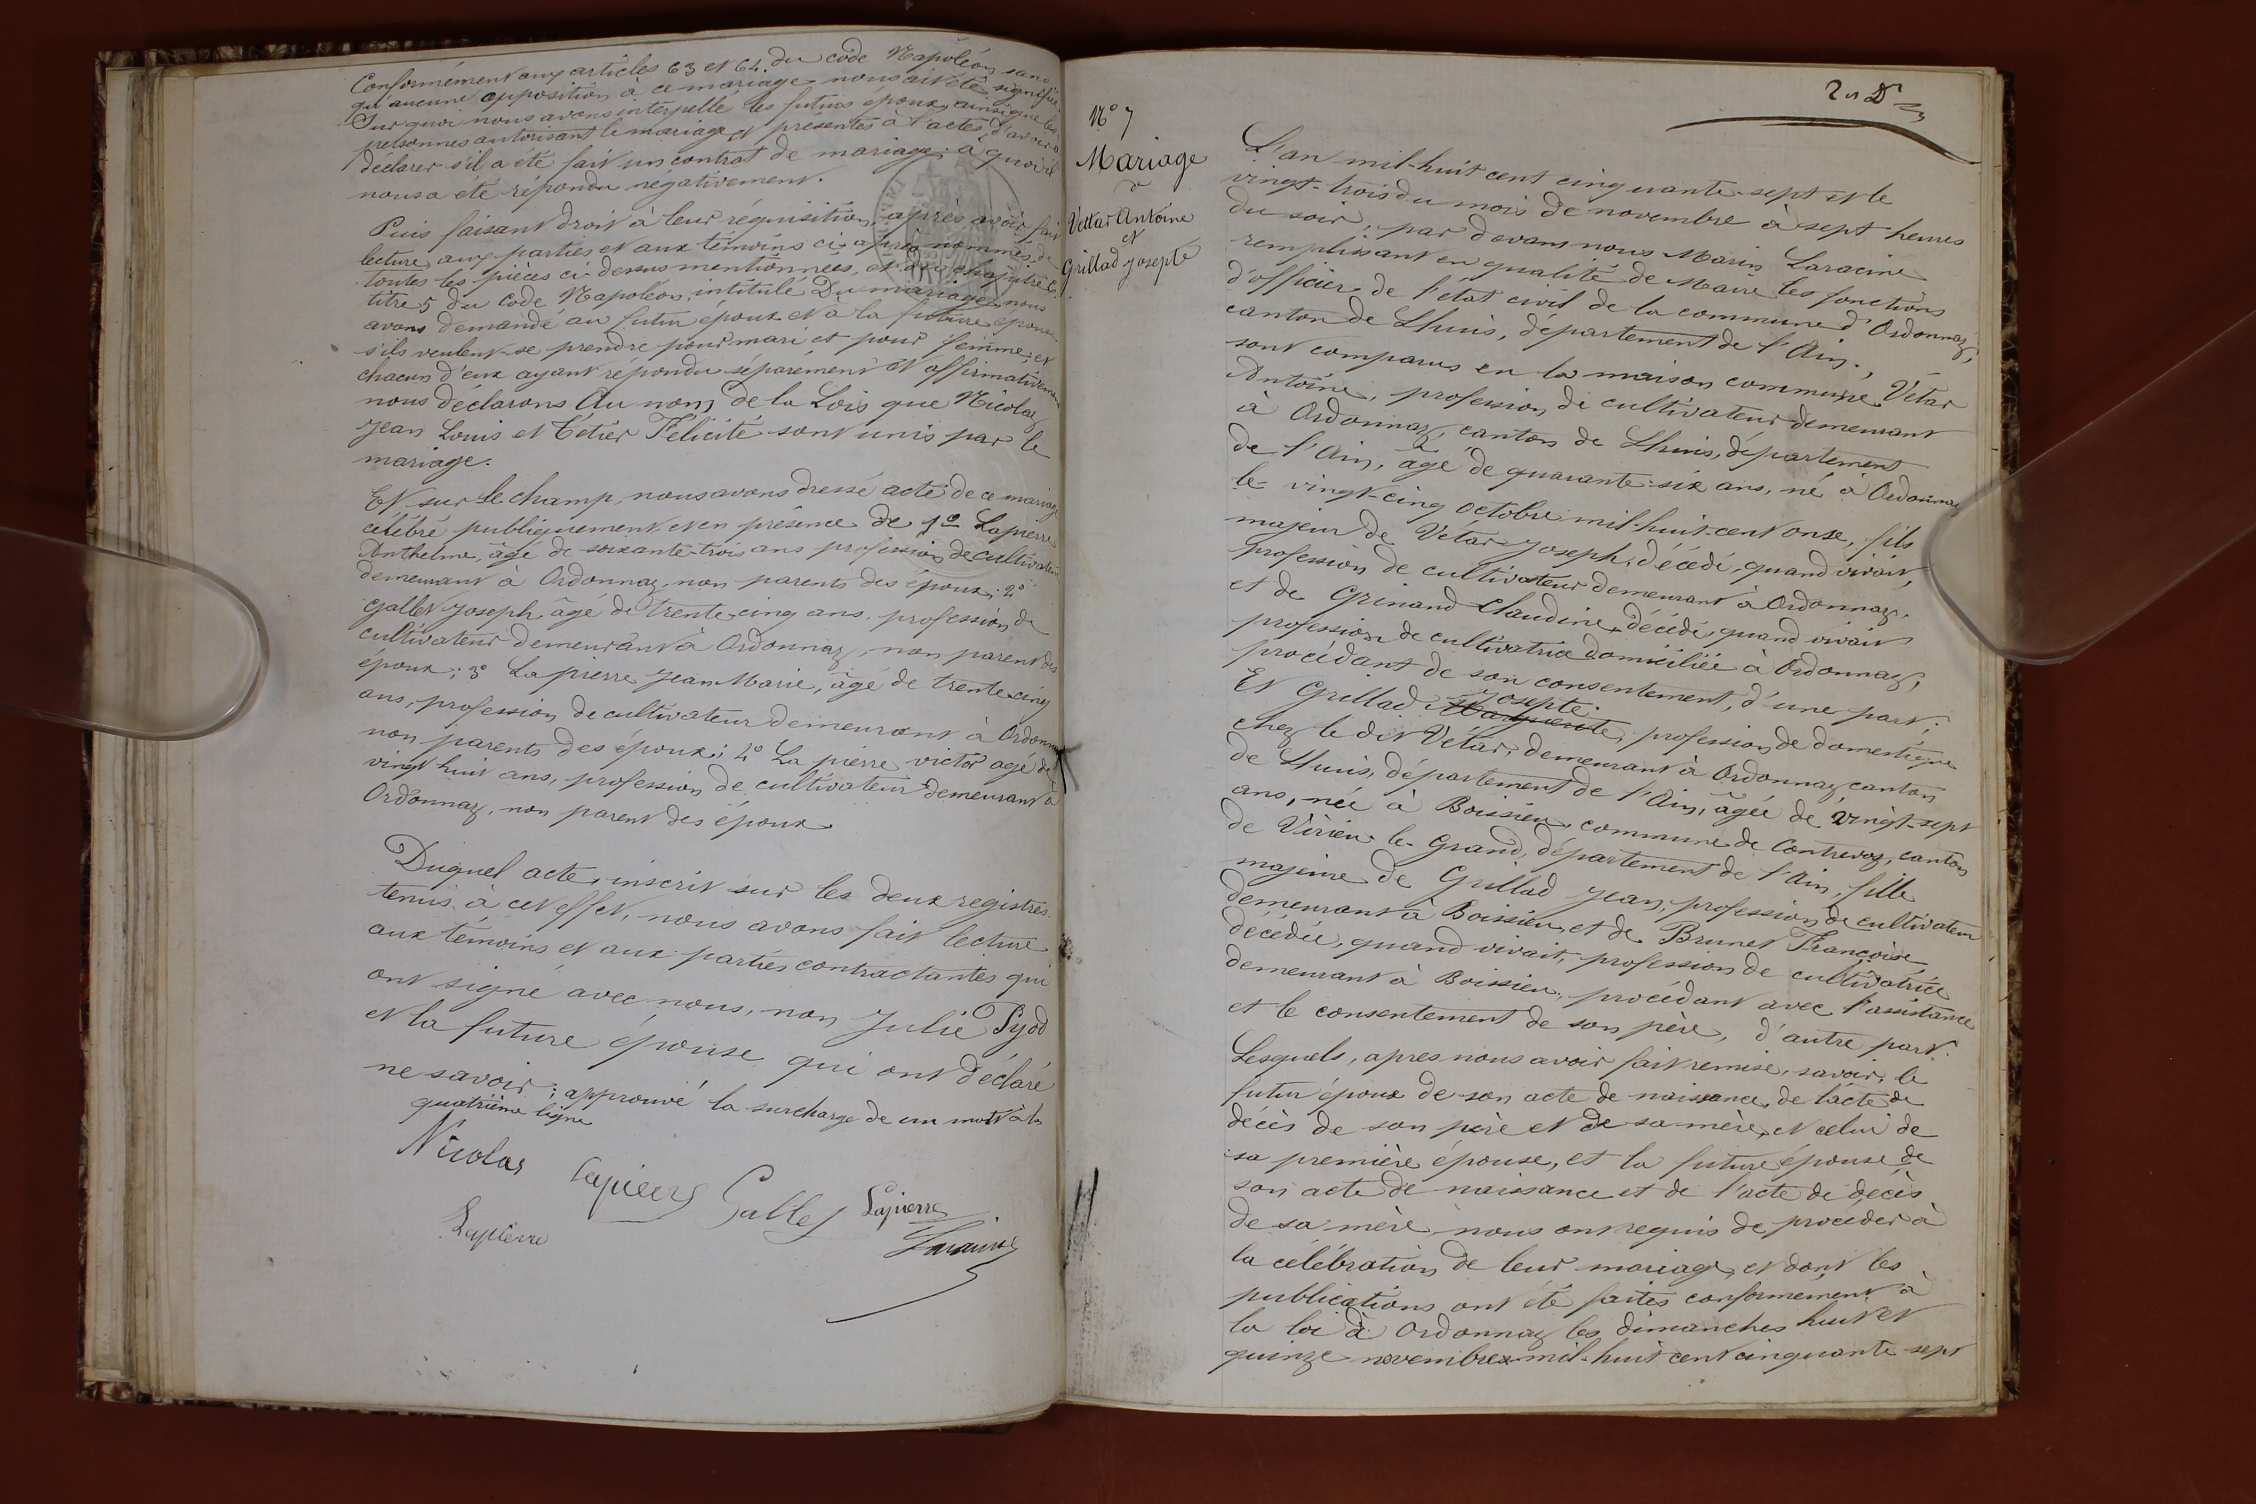 Conformément aux articles 63 et 64 du code Napoléon sans
qu'aucune opposition à ce mariage nous ait été signifiée.
Sur quoi nous avons interpellé les futurs époux, ainsi que les
personnes autorisant le mariage et présentes à l'acte, d'avoir à
déclarer s'il a été fait un contrat de mariage; à quoi il
nous a été répondu négativement.
Puis faisant droit à leur réquisition, après avoir fait
lecture aux parties et aux témoins ci-après nommés, de
toutes les pièces ci-dessus mentionnées, et du chapitre 6,
titre 5 du Code Napoléon, intitulé Du mariage, nous
avons demandé au futur époux et à la future épouse
s'ils veulent se prendre pour mari et pour femme, et
chacun d'eux ayant répondu séparément et affirmativement
nous déclarons Au nom de la Lois que Nicolas
Jean Louis et Tétier Félicité sont unis par le
mariage.
Et sur le champ, nous avons dressé acte de ce mariage
célébré publiquement et en présence de 1º Lapierre
Anthelme, âgé de soixante-trois ans profession de cultivateur
demeurant à Ordonnaz, non parents des époux; 2º
Gallet Joseph âgé de trente-cinq ans, profession de
cultivateur demeurant à Ordonnaz, non parent des
époux; 3º Lapierre Jean-Marie, âgé de trente-cinq
ans, profession de cultivateur demeurant à Ordonnaz
non parents des époux; 4º La pierre victor agé de
vingt huit ans, profession de cultivateur demeurant à
Ordonnaz, non parent des époux
Duquel acte, inscrit sur les deux registres
tenus à cet effet, nous avons fait lecture
aux témoins et aux parties contractantes qui
ont signé avec nous, non Julie Pyod
et la future épouse qui ont déclaré
ne savoir; approuvé la surcharge de un mot à la
quatrième ligne
Nicolas Lapierre Gallet Lapierre
Lapierre Laracine
Nº 7
Mariage
Vettar Antoine
et
Grillad Josepte
L'an mil-huit cent cinquante-sept et le
vingt-trois du mois de novembre à sept heures
du soir, par devans nous Marin Laracine
remplissant en qualité de Maire les fonctions
d'officier de l'état civil de la commune d'Ordonnaz,
canton de Lhuis, département de l'Ain,
sont comparus en la maison commune Vétar
Antoine, profession de cultivateur demeurant
à Ordonnaz, canton de Lhuis, département
de l'Ain, âgé de quarante-six ans, né à Ordonnaz
le vingt-cinq octobre mil-huit-cent onze, fils
majeur de Vétar Joseph, décédé, quand vivait,
profession de cultivateur demeurant à Ordonnaz,
et de Grinand Claudine, décédé, quand vivait
profession de cultivatrice domiciliée à Ordonnaz,
procédant de son consentement, d'une part;
Josepte
Et Grillad Marguerite, profession de domestique
chez le dit Vétar, demeurant à Ordonnaz canton
de Lhuis, département de l'Ain, âgée de vingt-sept
ans, née à Boissieu, commune de Contrevoz, canton
de Virieu-le-Grand, département de l'Ain, fille
majeure de Grillad Jean, profession de cultivateur
demeurant à Boissieu, et de Brunet Françoise
décédée, quand vivait, profession de cultivatrice
demeurant à Boissieu, procédant avec l'assistance
et le consentement de son père, d'autre part.
Lesquels, apres nous avoir fait remise, savoir, le
futur époux de son acte de naissance, de l'acte de
décès de son père et de sa mère, et celui de
sa première épouse, et la future épouse de
son acte de naissance et de l'acte de décès
de sa mère nous ont requis de procéder à
la célébration de leur mariage, et dont les
publications ont été faites conformément à
la loi à Ordonnaz les dimanches huit et
quinze novembre mil-huit cent cinquante-sept